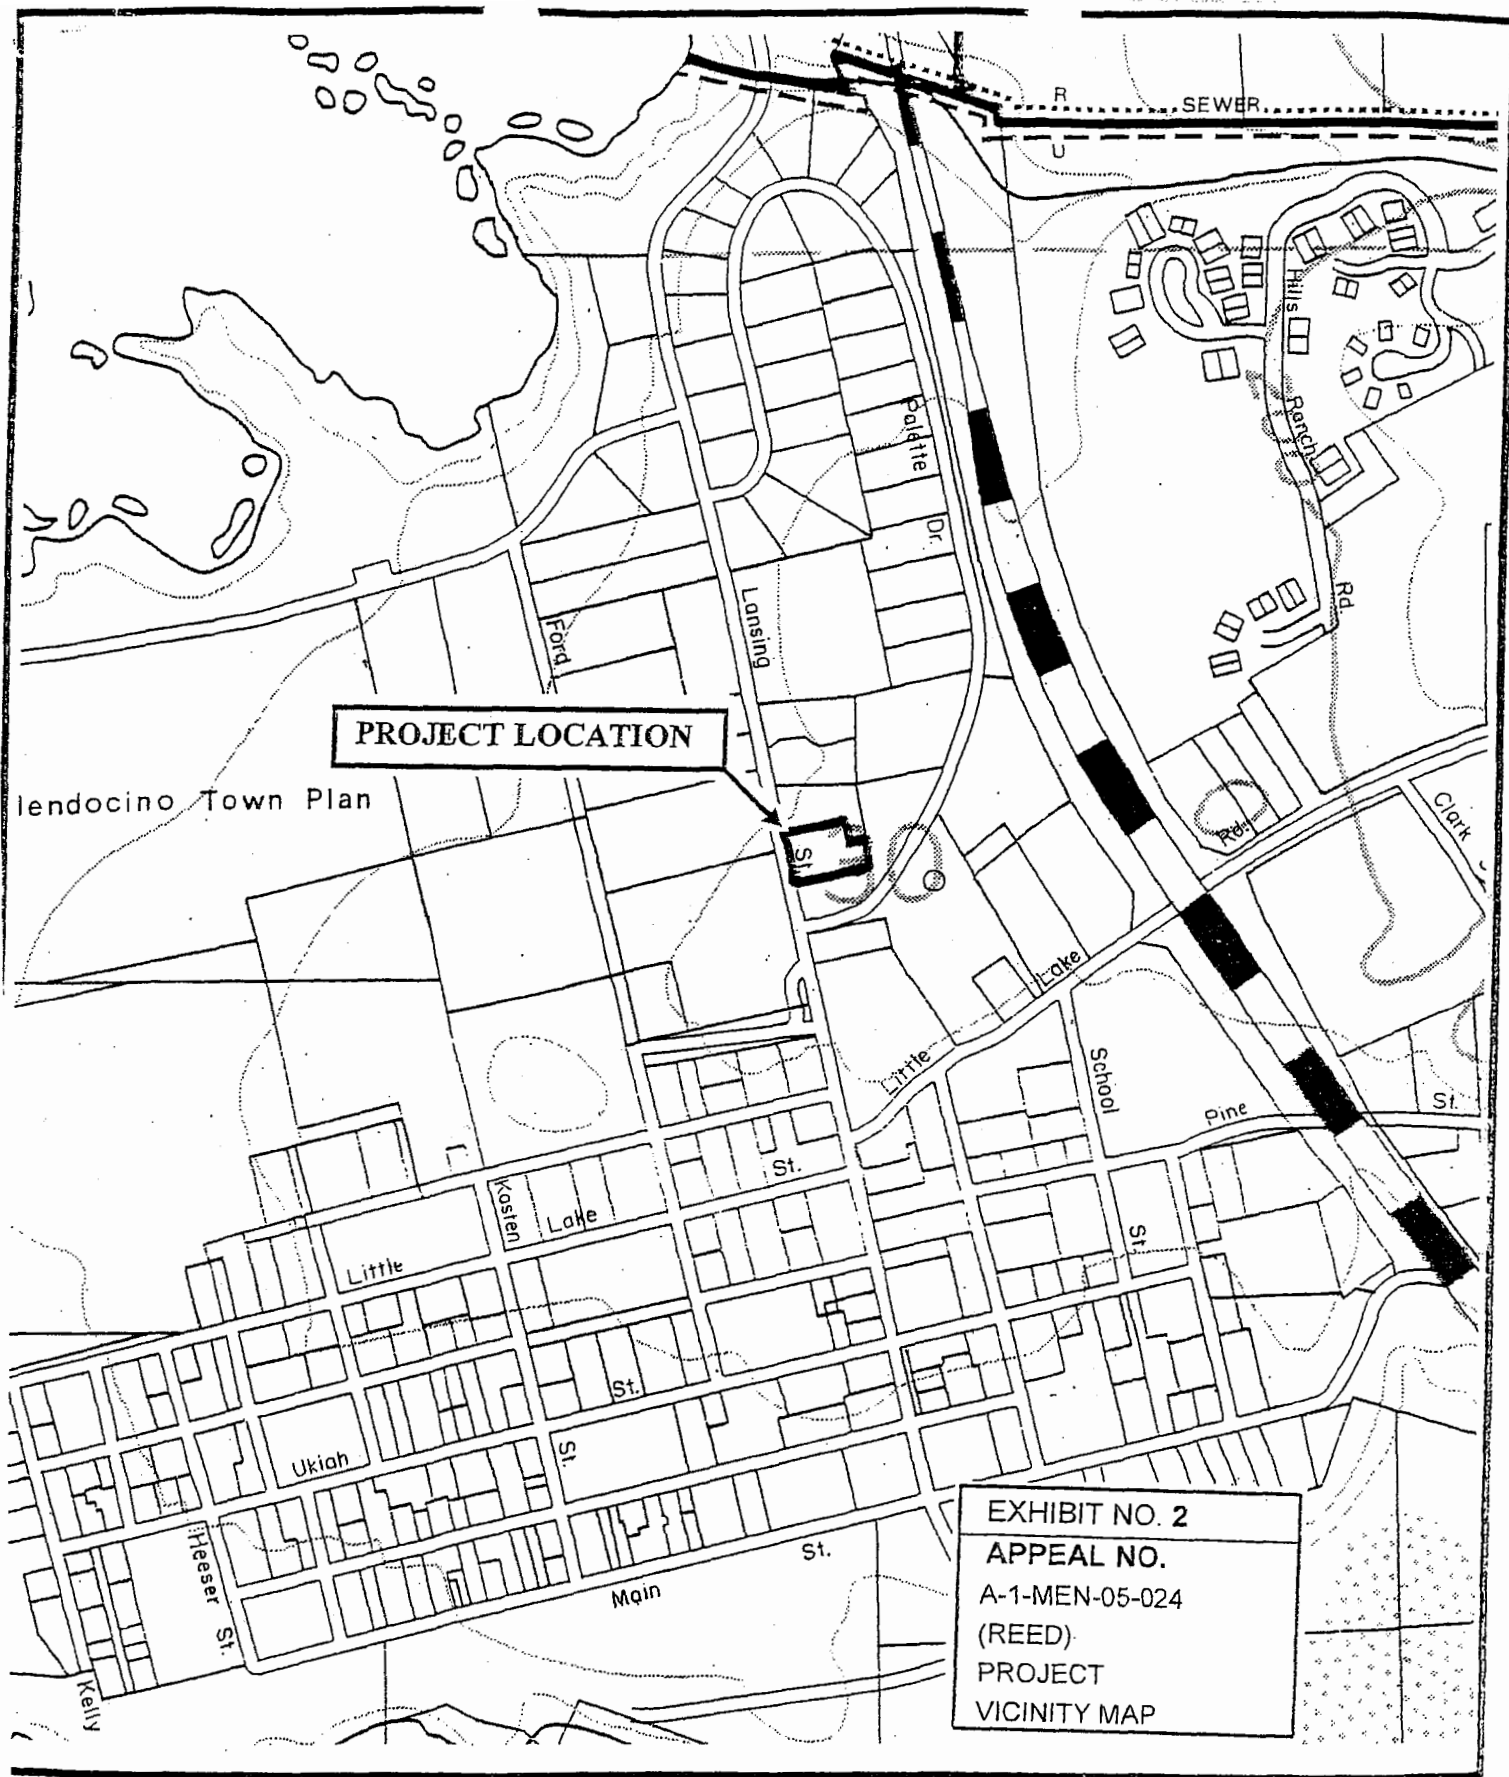 R
SEWER
U
Hills
Ranch
Rd.
Palette
Dr.
Lansing
Ford
PROJECT LOCATION
lendocino Town Plan
St.
Rd.
Clark
Lake
Little
School
Pine
St.
St.
Kasten
Lake
Little
St.
St.
Ukiah
St.
Heeser
St.
Main
St.
Kelly
EXHIBIT NO. 2
APPEAL NO.
A-1-MEN-05-024
(REED)
PROJECT
VICINITY MAP